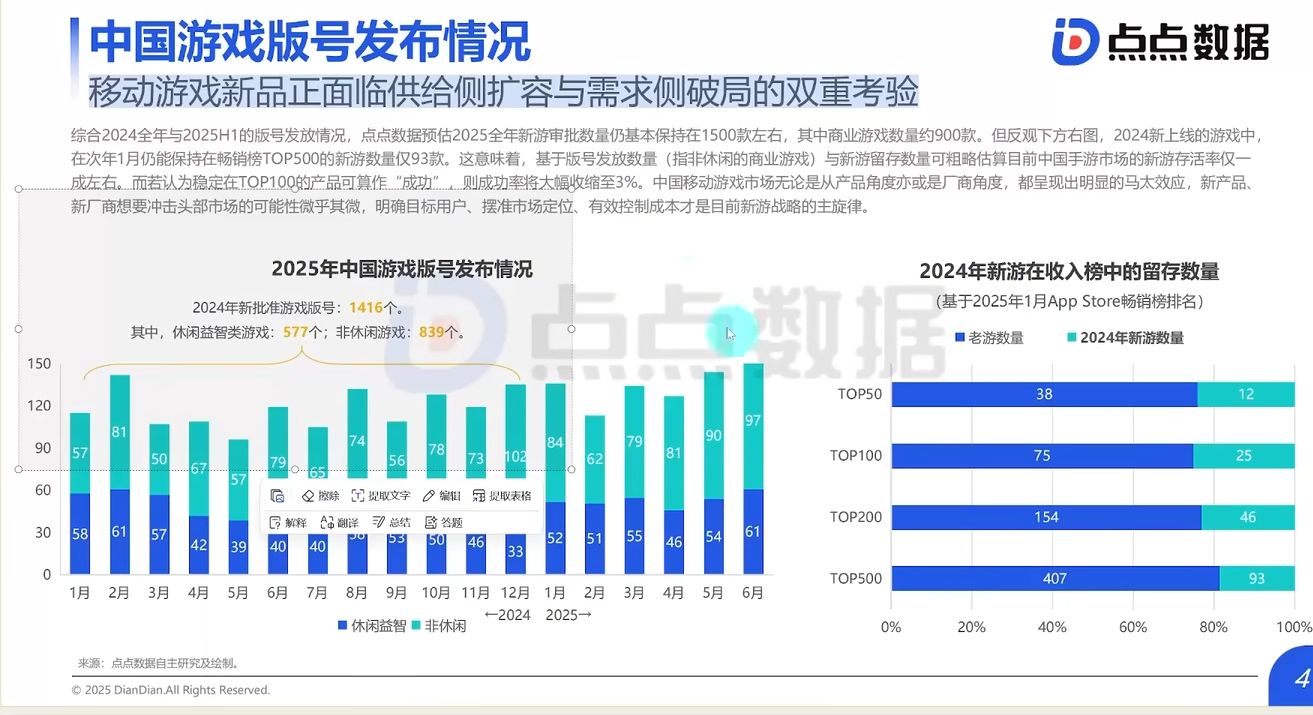 中国游戏版号发布情况
点点数据
移动游戏新品正面临供给侧扩容与需求侧破局的双重考验
综合2024全年与2025H1的版号发放情况，点点数据预估2025全年新游审批数量仍基本保持在1500款左右，其中商业游戏数量约900款。但反观下方右图，2024新上线的游戏中，
在次年1月仍能保持在畅销榜TOP500的新游数量仅93款。这意味着，基于版号发放数量（指非休闲的商业游戏）与新游留存数量可粗略估算目前中国手游市场的新游存活率仅一
成左右。而若认为稳定在TOP100的产品可算作“成功”，则成功率将大幅收缩至3%。中国移动游戏市场无论是从产品角度亦或是厂商角度，都呈现出明显的马太效应，新产品、
新厂商想要冲击头部市场的可能性微乎其微，明确目标用户、摆准市场定位、有效控制成本才是目前新游战略的主旋律。
2025年中国游戏版号发布情况
2024年新批准游戏版号：1416个。
其中，休闲益智类游戏：577个；非休闲游戏：839个。
点点数据
150
120
90
60
30
0
57 81 50 67 57 79 65 74 56 78 73 102 84 62 79 81 90 97
58 61 57 42 39 40 40 58 53 50 46 33 52 51 55 46 54 61
擦除 提取文字 编辑 提取表格
解释 翻译 总结 答题
1月 2月 3月 4月 5月 6月 7月 8月 9月 10月 11月 12月 1月 2月 3月 4月 5月 6月
←2024 2025→
休闲益智 非休闲
2024年新游在收入榜中的留存数量
（基于2025年1月App Store畅销榜排名）
老游数量 2024年新游数量
TOP50 38 12
TOP100 75 25
TOP200 154 46
TOP500 407 93
0% 20% 40% 60% 80% 100%
来源：点点数据自主研究及绘制。
© 2025 DianDian.All Rights Reserved.
4